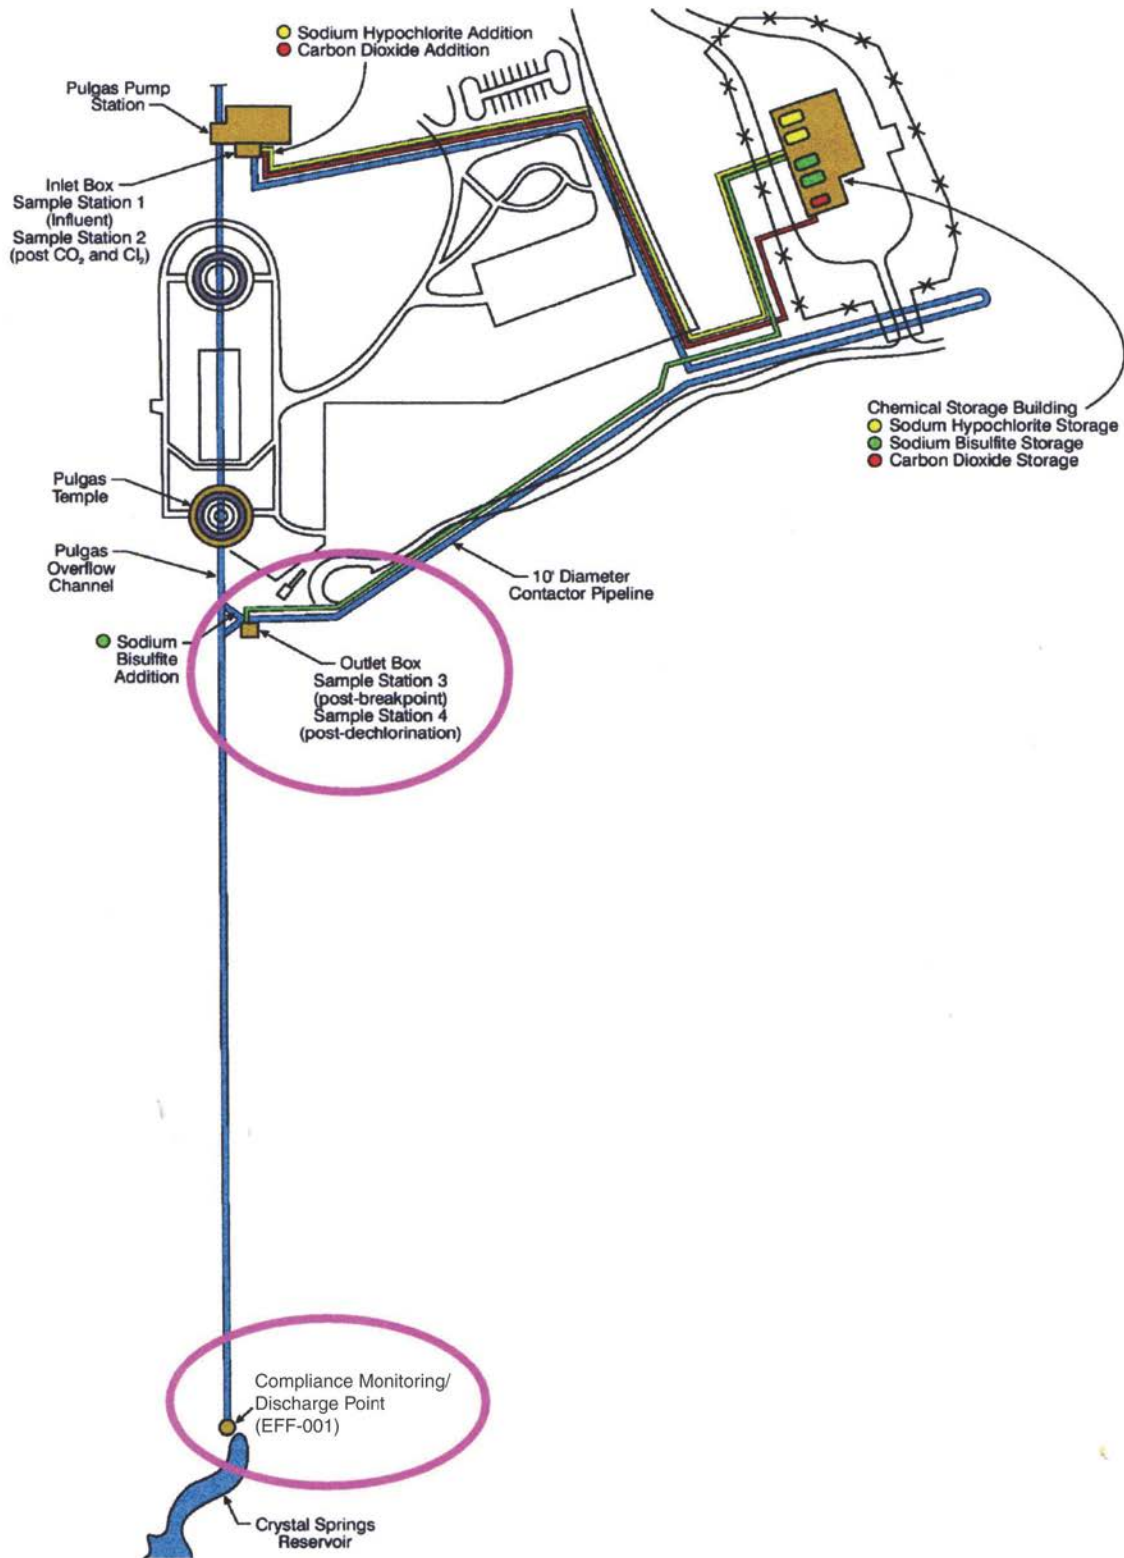 Sodium Hypochlorite Addition
Carbon Dioxide Addition
Pulgas Pump
Station
Inlet Box
Sample Station 1
(Influent)
Sample Station 2
(post CO₂ and Cl₂)
Chemical Storage Building
Sodum Hypochlorite Storage
Sodium Bisulfite Storage
Carbon Dioxide Storage
Pulgas
Temple
Pulgas
Overflow
Channel
10' Diameter
Contactor Pipeline
Sodium
Bisulfite
Addition
Outlet Box
Sample Station 3
(post-breakpoint)
Sample Station 4
(post-dechlorination)
Compliance Monitoring/
Discharge Point
(EFF-001)
Crystal Springs
Reservoir